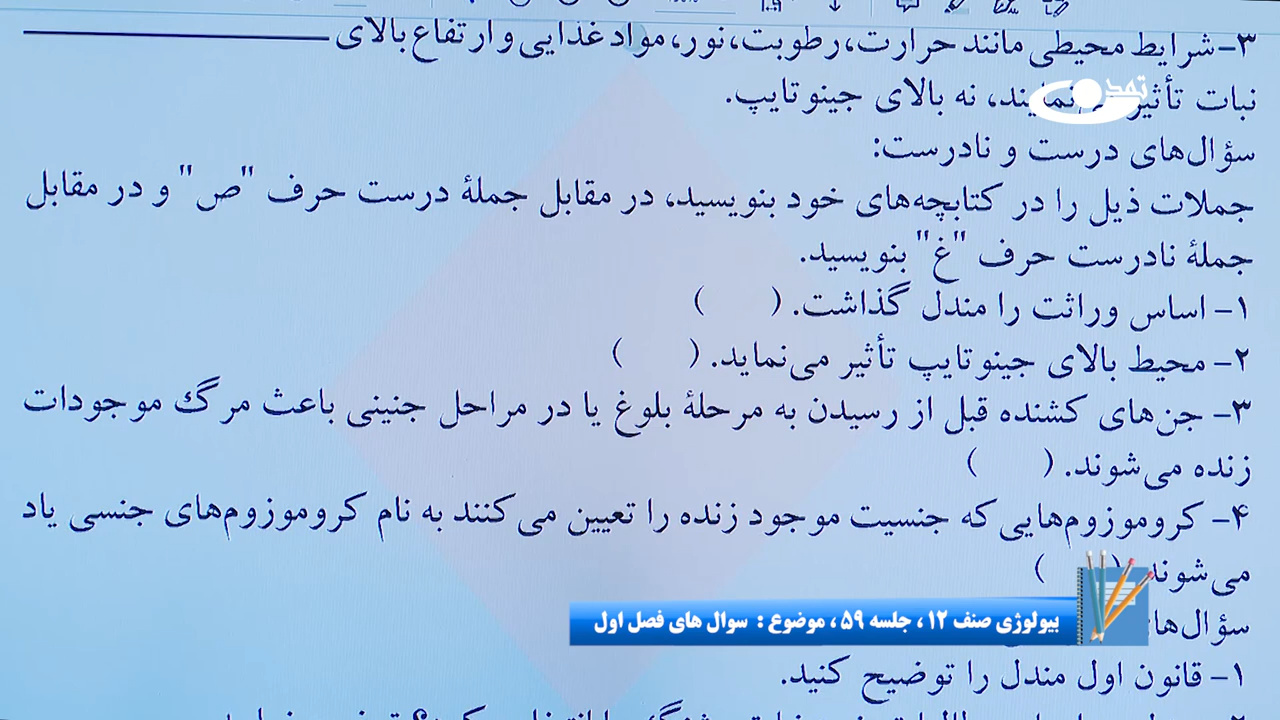 ۳-شرایط محیطی مانند حرارت، رطوبت، نور، مواد غذایی و ارتفاع بالای
نبات تأثیر می‌نمایند، نه بالای جینوتایپ.
تمدن
سؤال‌های درست و نادرست:
جملات ذیل را در کتابچه‌های خود بنویسید، در مقابل جملهٔ درست حرف "ص" و در مقابل
جملهٔ نادرست حرف "غ" بنویسید.
۱- اساس وراثت را مندل گذاشت. (      )
۲- محیط بالای جینوتایپ تأثیر می‌نماید. (      )
۳- جن‌های کشنده قبل از رسیدن به مرحلهٔ بلوغ یا در مراحل جنینی باعث مرگ موجودات
زنده می‌شوند. (      )
۴- کروموزوم‌هایی که جنسیت موجود زنده را تعیین می‌کنند به نام کروموزوم‌های جنسی یاد
می‌شوند (      )
سؤال‌های
بیولوژی صنف ۱۲ ، جلسه ۵۹ ، موضوع : سوال های فصل اول
۱- قانون اول مندل را توضیح کنید.